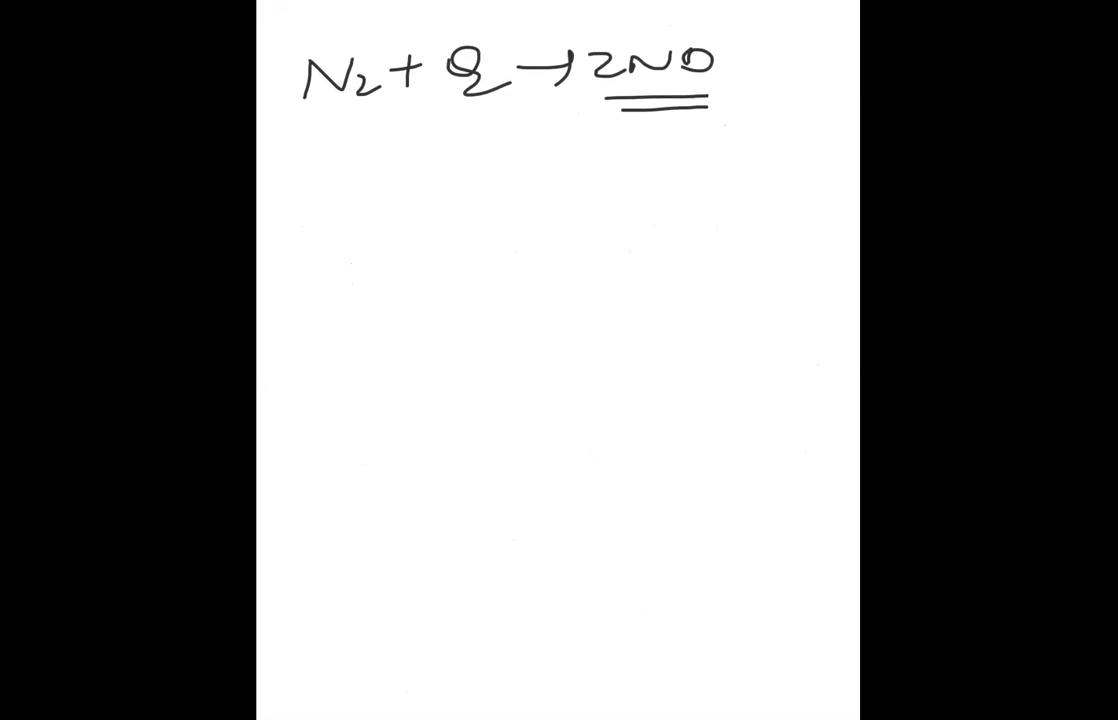 N₂ + O₂ → 2NO